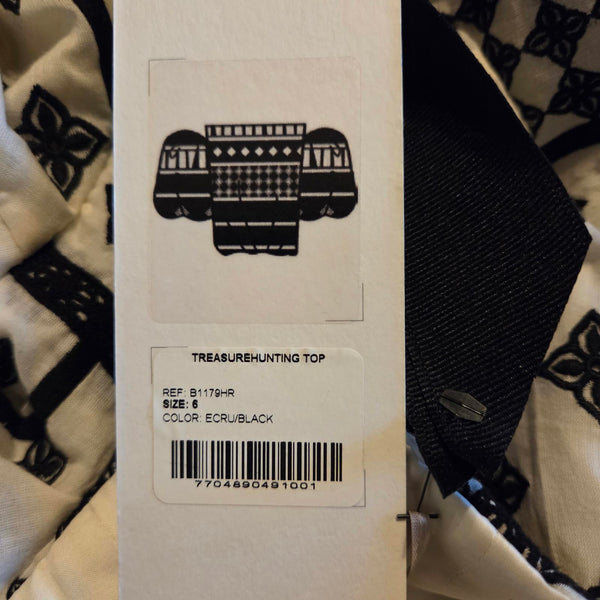 TREASUREHUNTING TOP
REF: B1179HR
SIZE: 6
COLOR: ECRU/BLACK
7704890491001